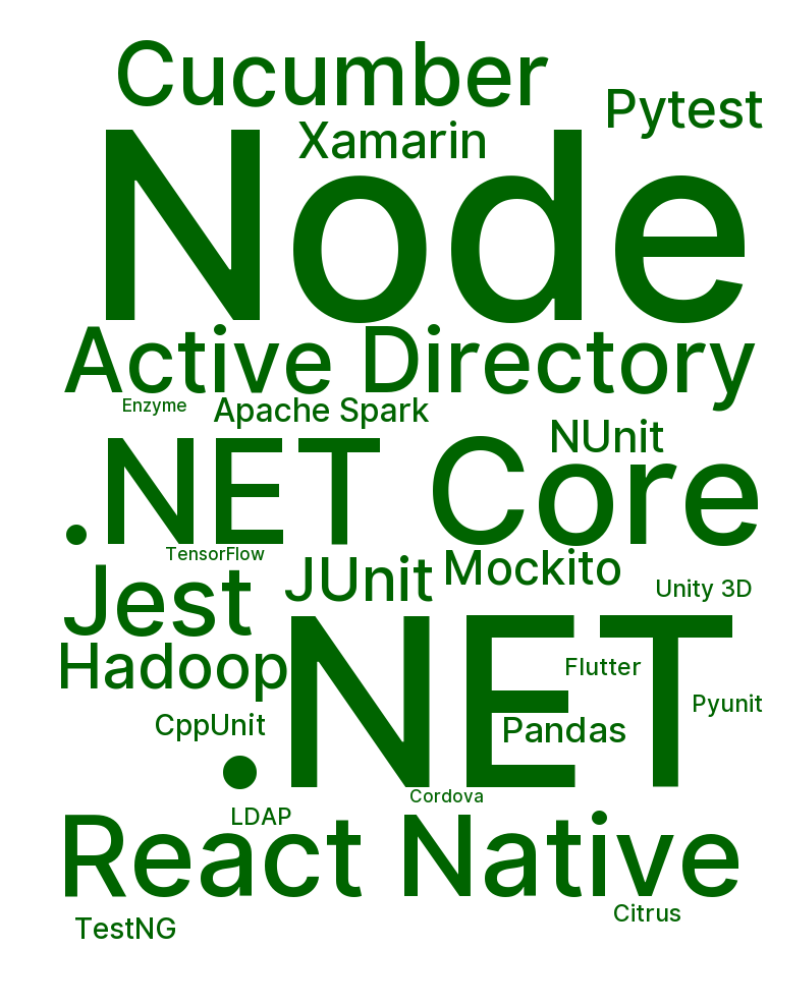 Cucumber
Pytest
Xamarin
Node
Active Directory
Enzyme
Apache Spark
NUnit
.NET Core
TensorFlow
Mockito
JUnit
Unity 3D
Jest
Hadoop
Flutter
Pyunit
CppUnit
Pandas
.NET
Cordova
LDAP
React Native
Citrus
TestNG